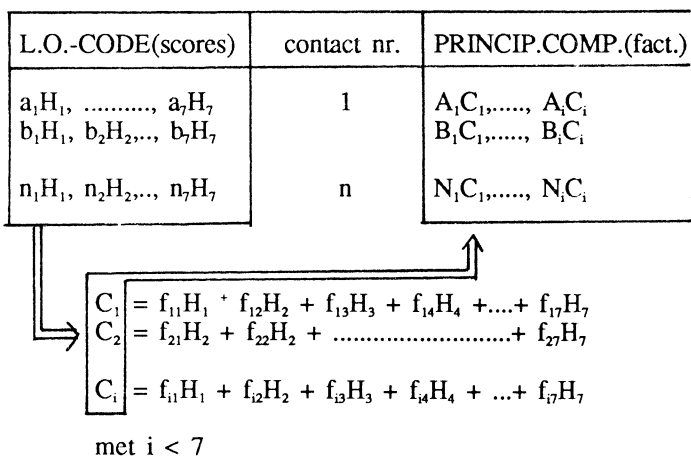 L.O.-CODE(scores) contact nr. PRINCIP.COMP.(fact.)
a₁H₁, .........., a₇H₇ 1 A₁C₁,....., AᵢCᵢ
b₁H₁, b₂H₂,.., b₇H₇ B₁C₁,....., BᵢCᵢ
n₁H₁, n₂H₂,.., n₇H₇ n N₁C₁,....., NᵢCᵢ
C₁ = f₁₁H₁ + f₁₂H₂ + f₁₃H₃ + f₁₄H₄ +....+ f₁₇H₇
C₂ = f₂₁H₂ + f₂₂H₂ + ..........................+ f₂₇H₇
Cᵢ = fᵢ₁H₁ + fᵢ₂H₂ + fᵢ₃H₃ + fᵢ₄H₄ + ...+ fᵢ₇H₇
met i < 7